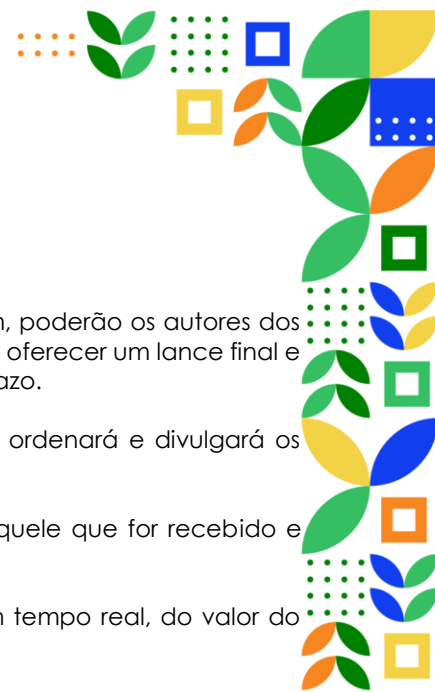 , poderão os autores dos
oferecer um lance final e
azo.
ordenará e divulgará os
quele que for recebido e
tempo real, do valor do